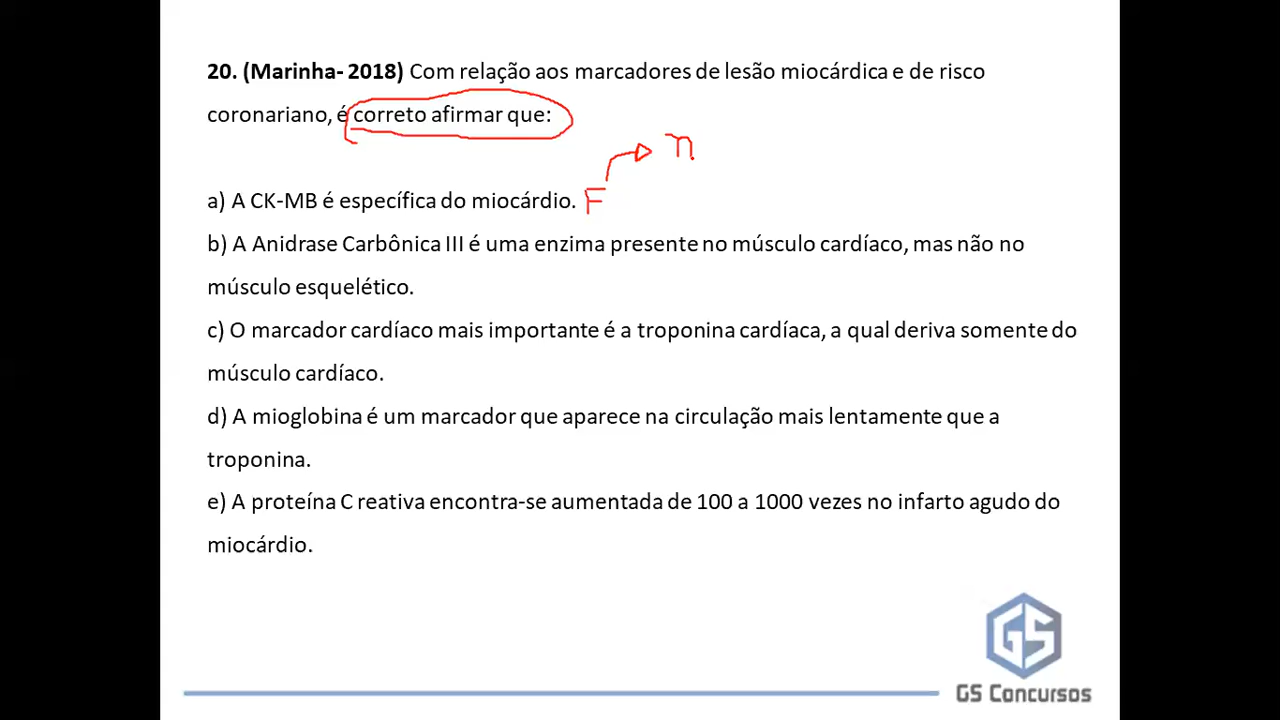 20. (Marinha- 2018) Com relação aos marcadores de lesão miocárdica e de risco
coronariano, é correto afirmar que:
n
a) A CK-MB é específica do miocárdio. F
b) A Anidrase Carbônica III é uma enzima presente no músculo cardíaco, mas não no
músculo esquelético.
c) O marcador cardíaco mais importante é a troponina cardíaca, a qual deriva somente do
músculo cardíaco.
d) A mioglobina é um marcador que aparece na circulação mais lentamente que a
troponina.
e) A proteína C reativa encontra-se aumentada de 100 a 1000 vezes no infarto agudo do
miocárdio.
GS
GS Concursos